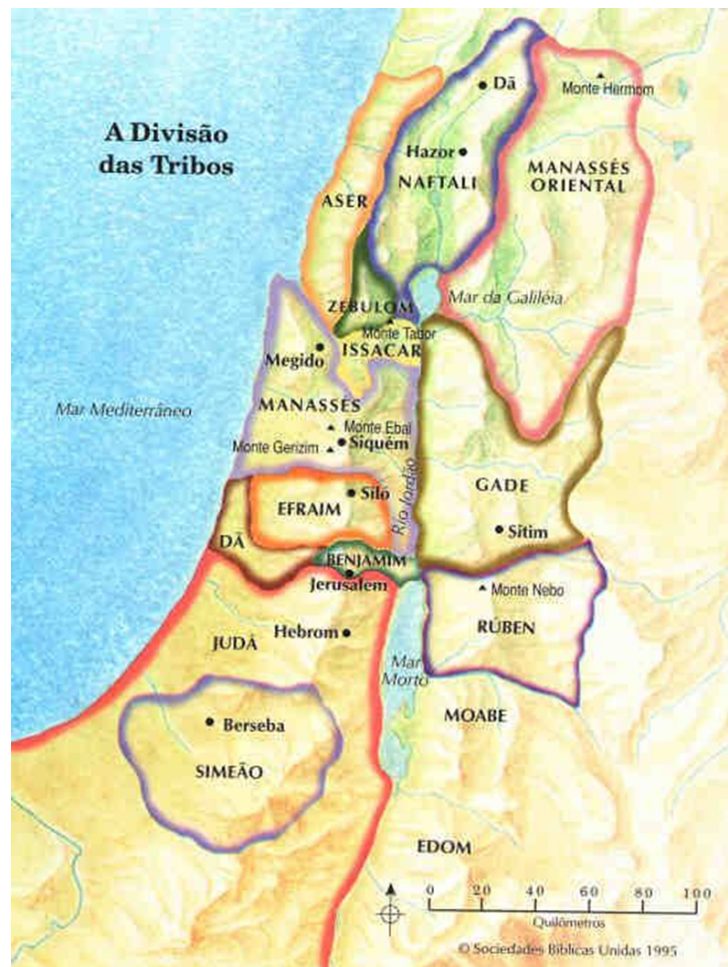 A Divisão
das Tribos
Dã
Monte Harmom
Hazor
NAFTALI
MANASSÉS
ORIENTAL
ASER
ZEBULOM
Mar da Galiléia
Monte Tabor
ISSACAR
Megido
MANASSÉS
Mar Mediterrâneo
Monte Ebal
Monte Gerizim
Siquém
Siló
EFRAIM
Rio Jordão
GADE
Sitim
DÃ
BENJAMIM
Jerusalem
Monte Nebo
RÚBEN
JUDÁ
Hebrom
Mar
Morto
MOABE
Berseba
SIMEÃO
EDOM
0 20 40 60 80 100
Quilômetros
© Sociedades Bíblicas Unidas 1995